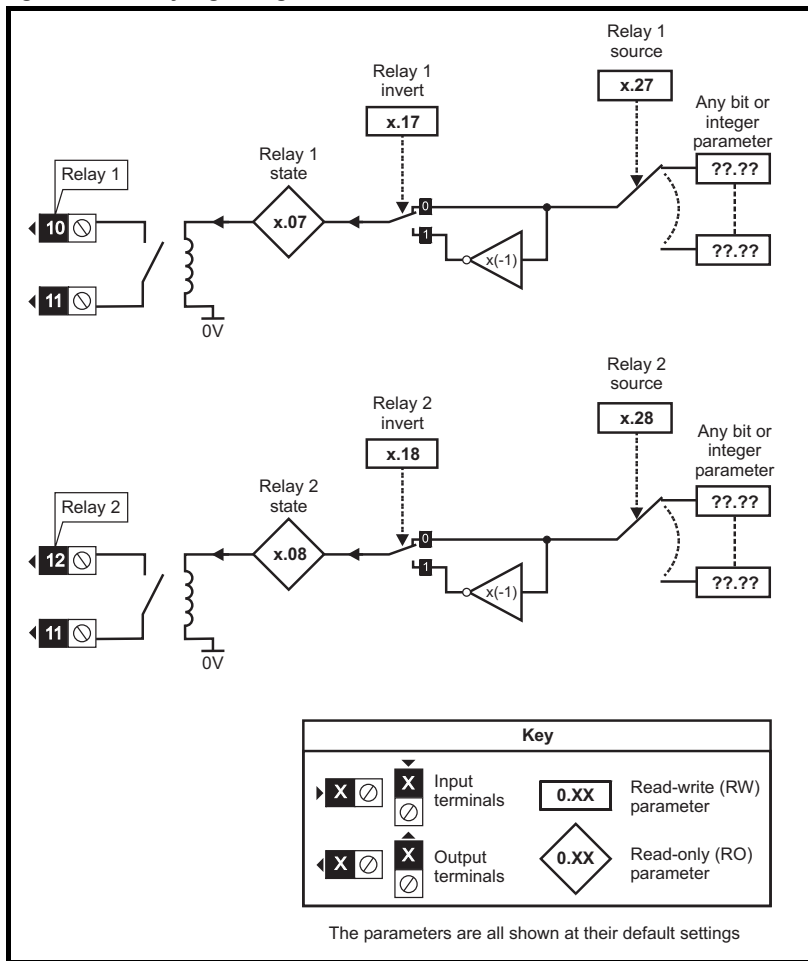 Relay 1
source
x.27
Relay 1
invert
x.17
Any bit or
integer
parameter
??.??
??.??
Relay 1
state
x.07
Relay 1
10
11
0
1
x(-1)
0V
Relay 2
source
x.28
Relay 2
invert
x.18
Any bit or
integer
parameter
??.??
??.??
Relay 2
state
x.08
Relay 2
12
11
0
1
x(-1)
0V
Key
X
X
Input
terminals
0.XX
Read-write (RW)
parameter
X
X
Output
terminals
0.XX
Read-only (RO)
parameter
The parameters are all shown at their default settings